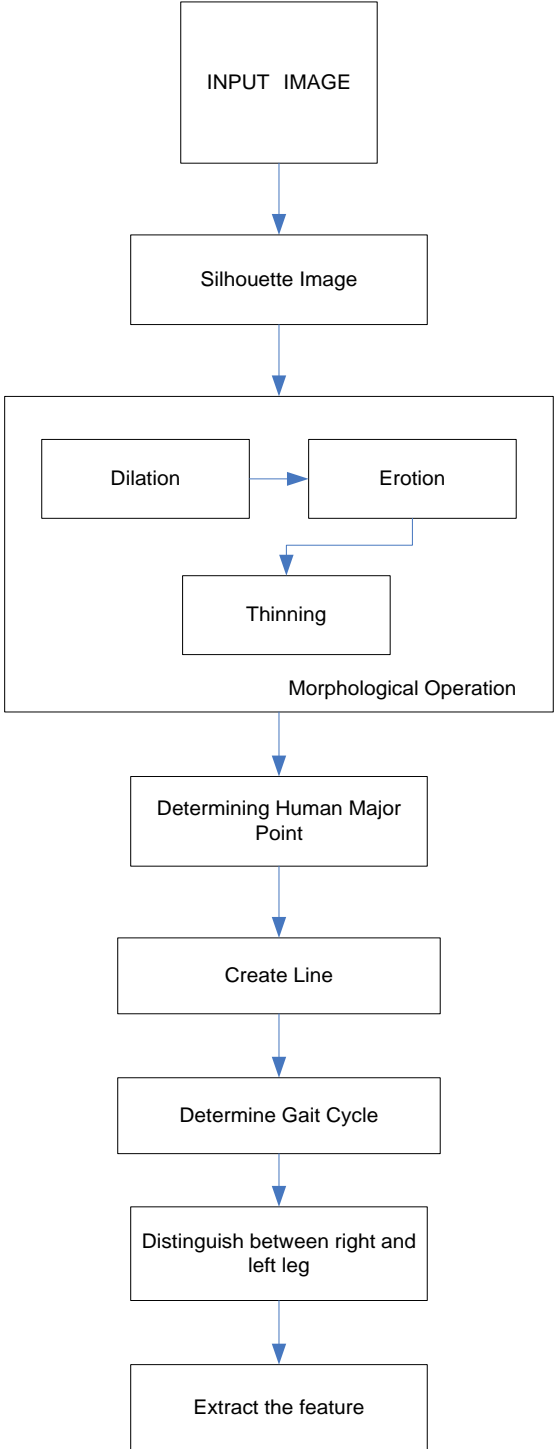 INPUT IMAGE
Silhouette Image
Dilation
Erotion
Thinning
Morphological Operation
Determining Human Major
Point
Create Line
Determine Gait Cycle
Distinguish between right and
left leg
Extract the feature